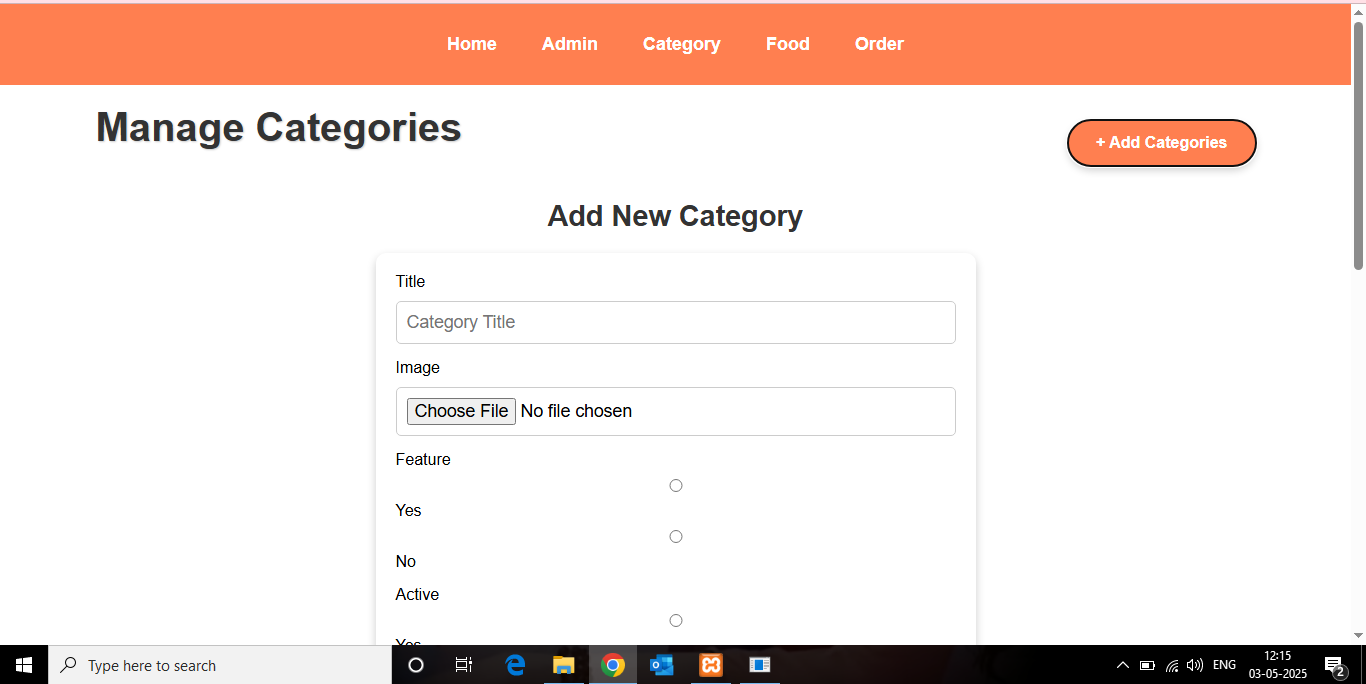 Home Admin Category Food Order
Manage Categories
+ Add Categories
Add New Category
Title
Category Title
Image
Choose File No file chosen
Feature
Yes
No
Active
Yes
Type here to search
ENG
12:15
03-05-2025
2